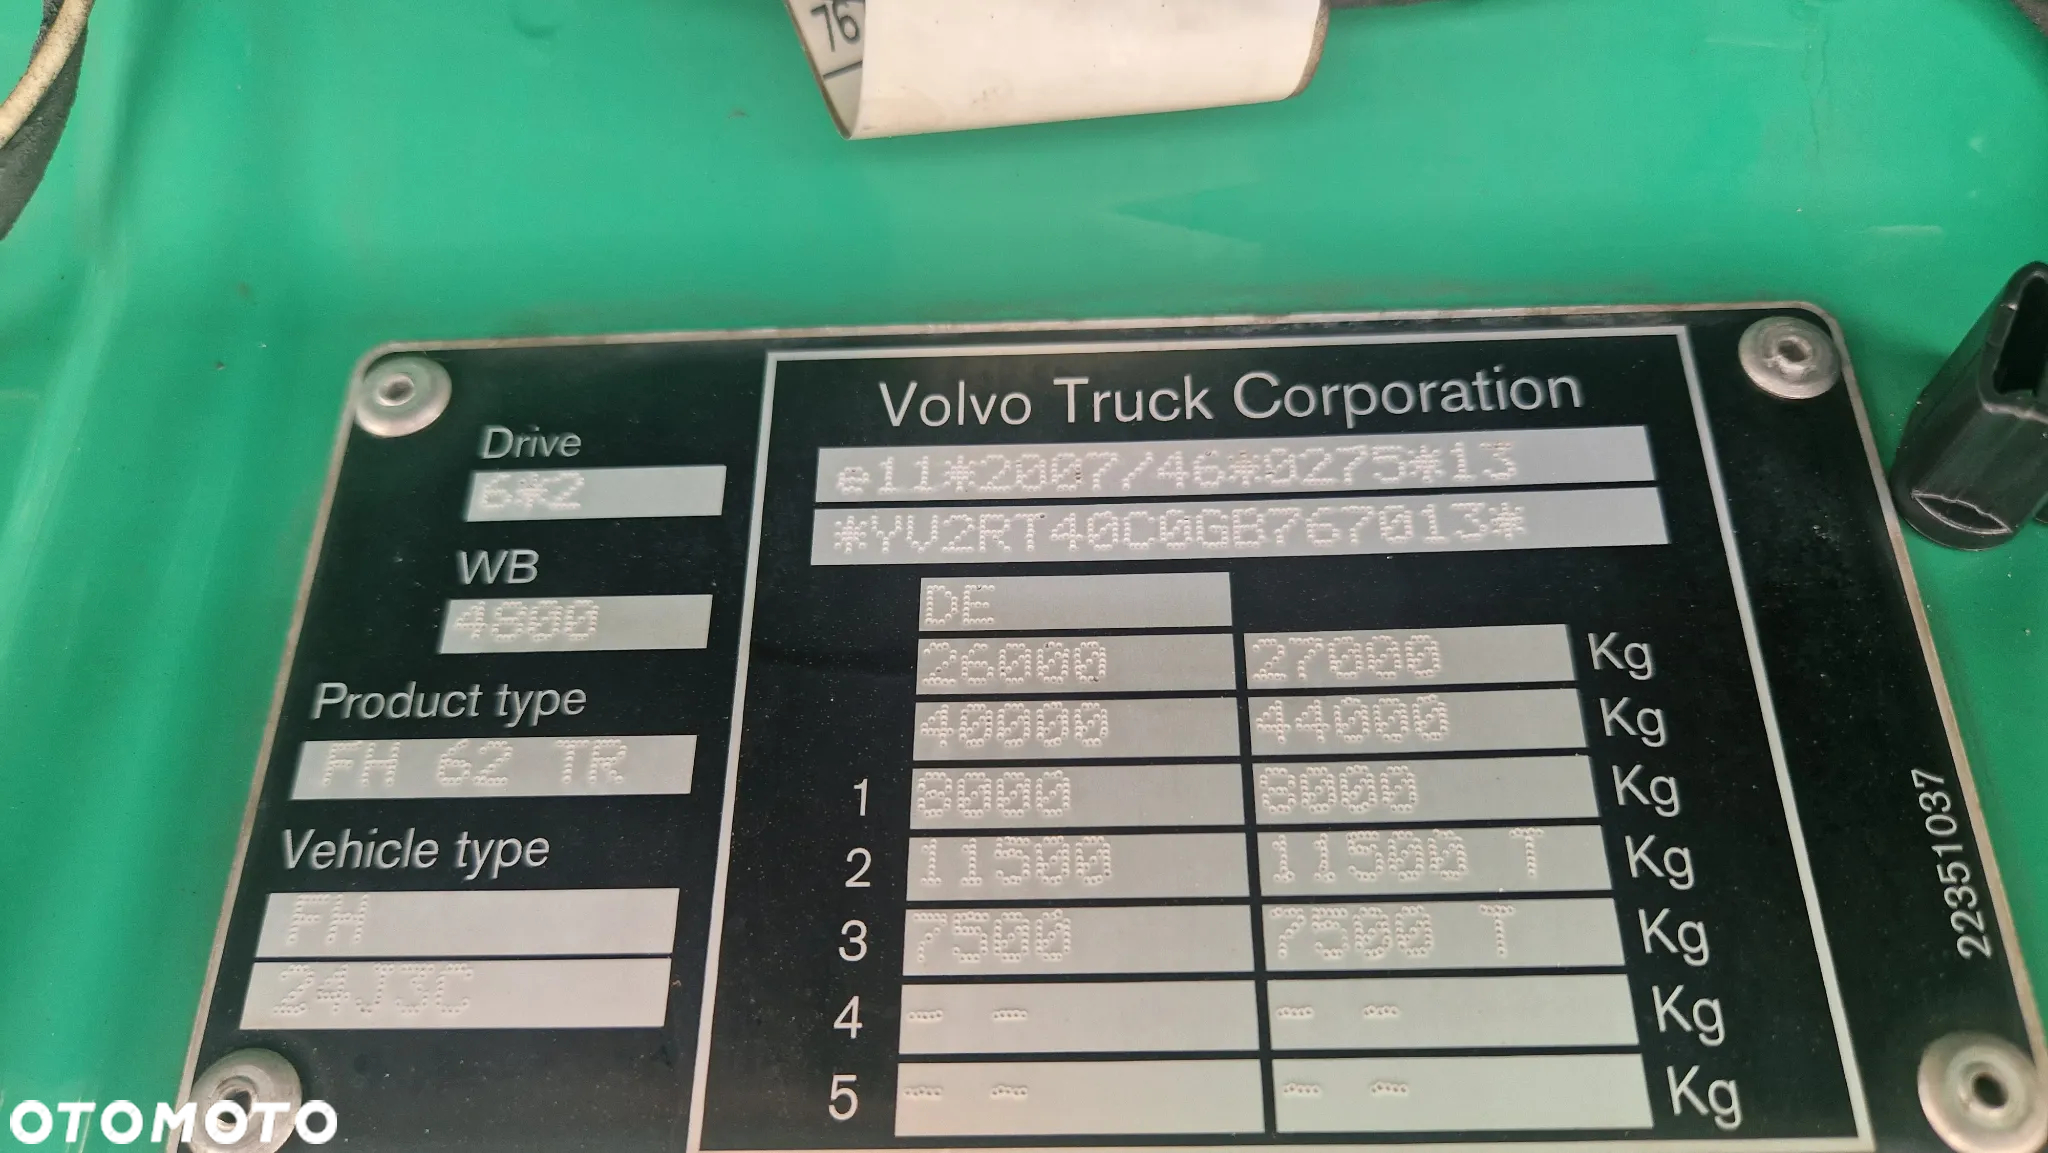 76
Volvo Truck Corporation
Drive
6*2
WB
4800
Product type
FH 62 TR
Vehicle type
FH
24J3C
e11*2007/46*0275*13
*YV2RT40C0GB767013*
DE
26000 27000 Kg
40000 44000 Kg
1 8000 8000 Kg
2 11500 11500 T Kg
3 7500 7500 T Kg
4 - - - - Kg
5 - - - - Kg
22351037
OTOMOTO